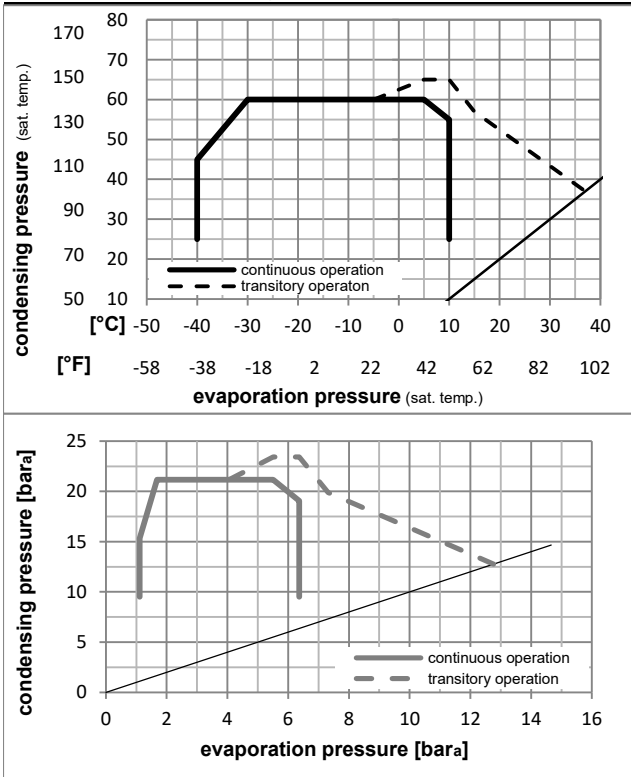 condensing pressure (sat. temp.)
170 80
70
150 60
130 50
110 40
90 30
70 20
50 10
continuous operation
transitory operaton
[°C] -50 -40 -30 -20 -10 0 10 20 30 40
[°F] -58 -38 -18 2 22 42 62 82 102
evaporation pressure (sat. temp.)
condensing pressure [bara]
25
20
15
10
5
0
continuous operation
transitory operation
0 2 4 6 8 10 12 14 16
evaporation pressure [bara]